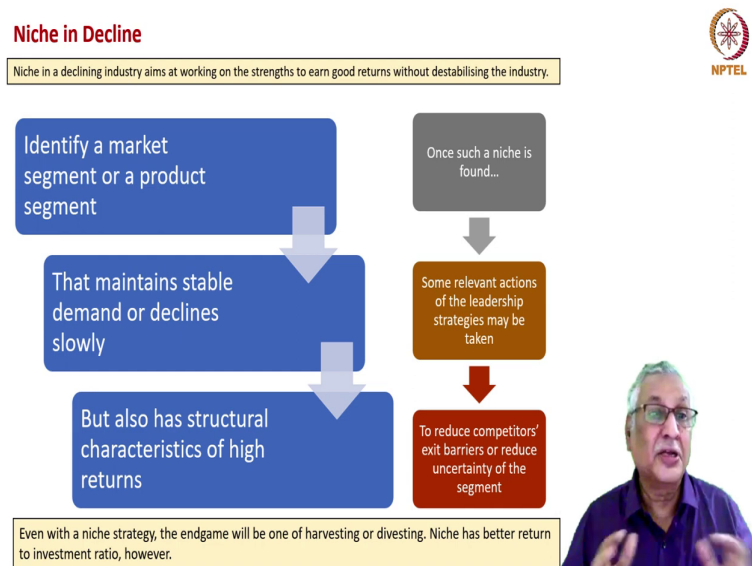 Niche in Decline
NPTEL
Niche in a declining industry aims at working on the strengths to earn good returns without destabilising the industry.
Identify a market
segment or a product
segment
That maintains stable
demand or declines
slowly
But also has structural
characteristics of high
returns
Once such a niche is
found...
Some relevant actions
of the leadership
strategies may be
taken
To reduce competitors'
exit barriers or reduce
uncertainty of the
segment
Even with a niche strategy, the endgame will be one of harvesting or divesting. Niche has better return
to investment ratio, however.